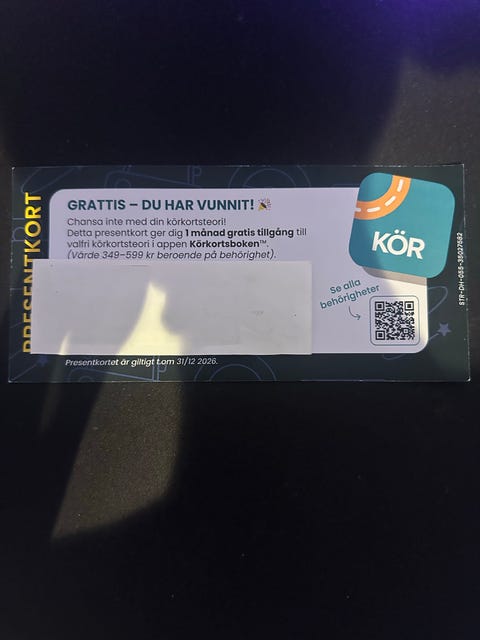 PRESENTKORT
GRATTIS – DU HAR VUNNIT! 🎉
Chansa inte med din körkortsteori!
Detta presentkort ger dig 1 månad gratis tillgång till
valfri körkortsteori i appen Körkortsboken™.
(Värde 349–599 kr beroende på behörighet).
KÖR
Se alla
behörigheter
Presentkortet är giltigt t.om 31/12 2026.